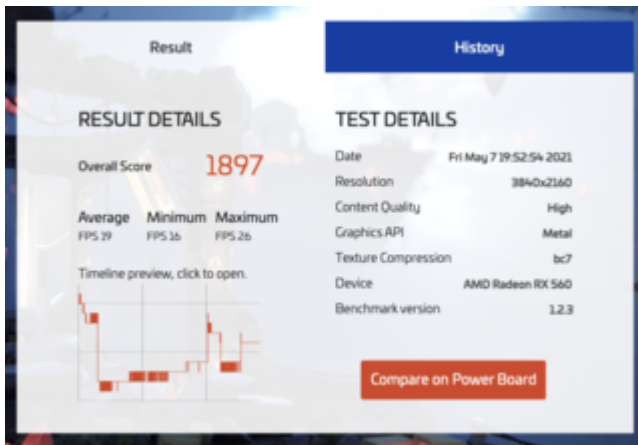 Result
History
RESULT DETAILS
Overall Score 1897
Average Minimum Maximum
FPS 19 FPS 16 FPS 26
Timeline preview, click to open.
TEST DETAILS
Date Fri May 7 19:52:54 2021
Resolution 3840x2160
Content Quality High
Graphics API Metal
Texture Compression bc7
Device AMD Radeon RX 560
Benchmark version 1.2.3
Compare on Power Board